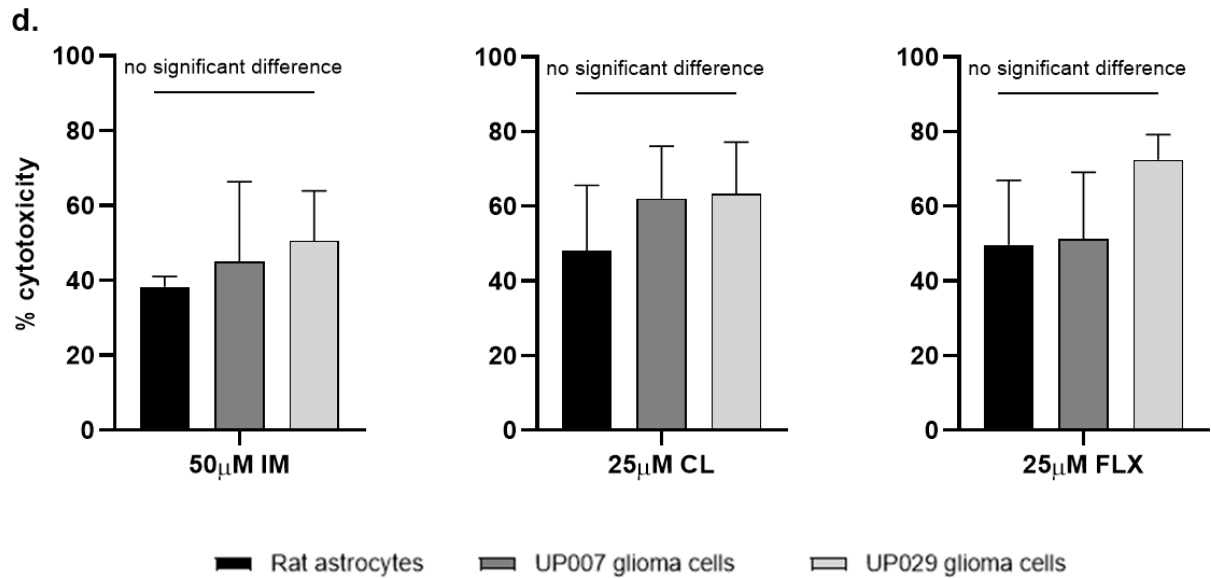 d.
% cytotoxicity
no significant difference
100
80
60
40
20
0
50μM IM
no significant difference
100
80
60
40
20
0
25μM CL
no significant difference
100
80
60
40
20
0
25μM FLX
Rat astrocytes UP007 glioma cells UP029 glioma cells